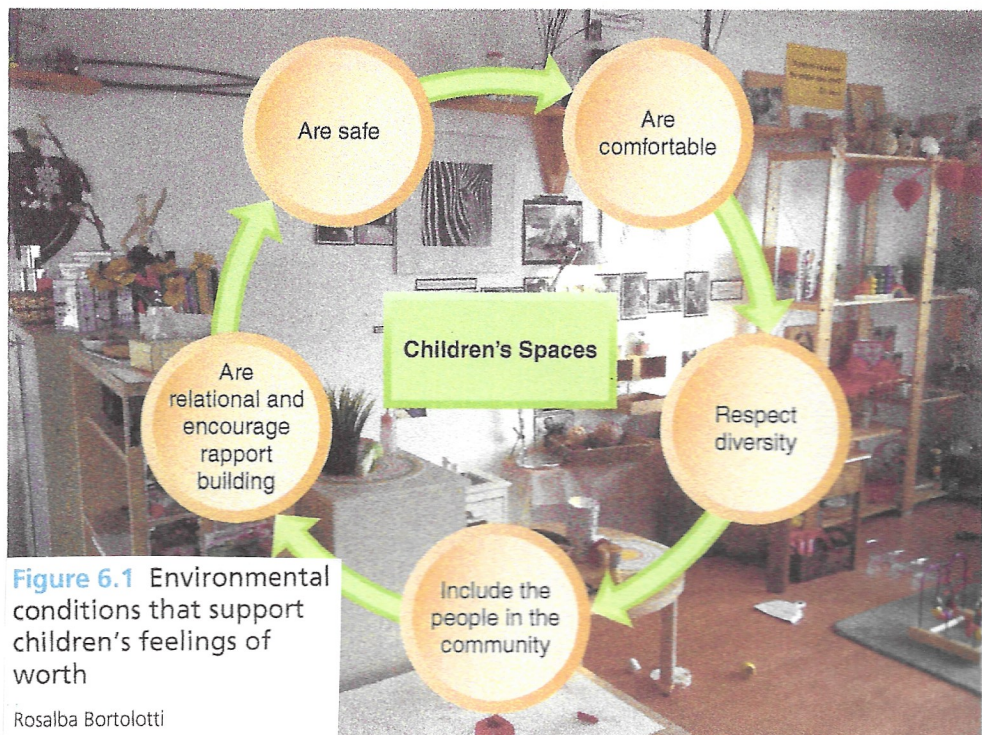 Are safe
Are
comfortable
Children's Spaces
Respect
diversity
Include the
people in the
community
Are
relational and
encourage
rapport
building
Figure 6.1 Environmental
conditions that support
children's feelings of
worth
Rosalba Bortolotti